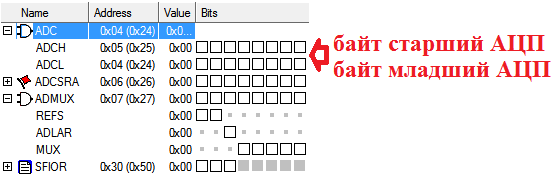 Name Address Value Bits
ADC 0x04 (0x24) 0x0...
ADCH 0x05 (0x25) 0x00 байт старший АЦП
ADCL 0x04 (0x24) 0x00 байт младший АЦП
ADCSRA 0x06 (0x26) 0x00
ADMUX 0x07 (0x27) 0x00
REFS 0x00
ADLAR 0x00
MUX 0x00
SFIOR 0x30 (0x50) 0x00